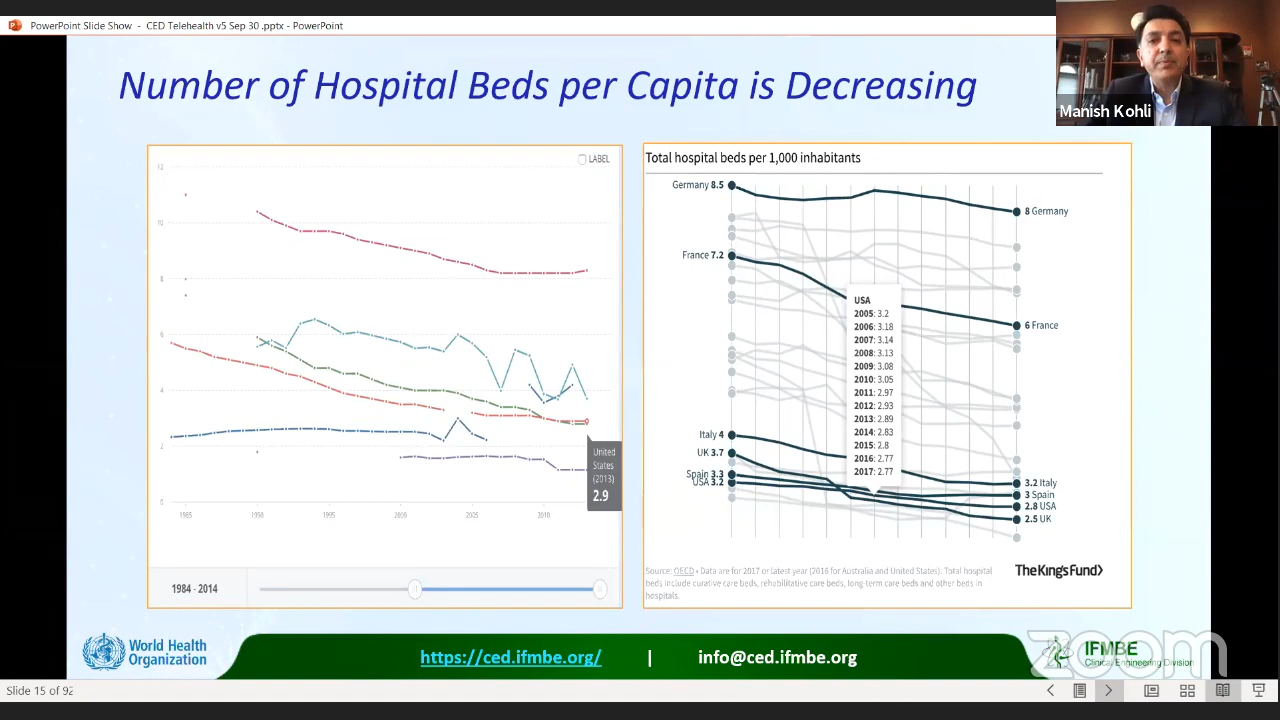 PowerPoint Slide Show - CED Telehealth v5 Sep 30 .pptx - PowerPoint
Manish Kohli
Number of Hospital Beds per Capita is Decreasing
LABEL
12
10
8
6
4
2
0
1985
1990
1995
2000
2005
2010
United
States
(2013)
2.9
1984 - 2014
Total hospital beds per 1,000 inhabitants
Germany 8.5
8 Germany
France 7.2
6 France
USA
2005: 3.2
2006: 3.18
2007: 3.14
2008: 3.13
2009: 3.08
2010: 3.05
2011: 2.97
2012: 2.93
2013: 2.89
2014: 2.83
2015: 2.8
2016: 2.77
2017: 2.77
Italy 4
UK 3.7
Spain 3.3
USA 3.2
3.2 Italy
3 Spain
2.8 USA
2.5 UK
Source: OECD • Data are for 2017 or latest year (2016 for Australia and United States). Total hospital
beds include curative care beds, rehabilitative care beds, long-term care beds and other beds in
hospitals.
The King's Fund
World Health
Organization
https://ced.ifmbe.org/ | info@ced.ifmbe.org
IFMBE
Clinical Engineering Division
zoom
Slide 15 of 92